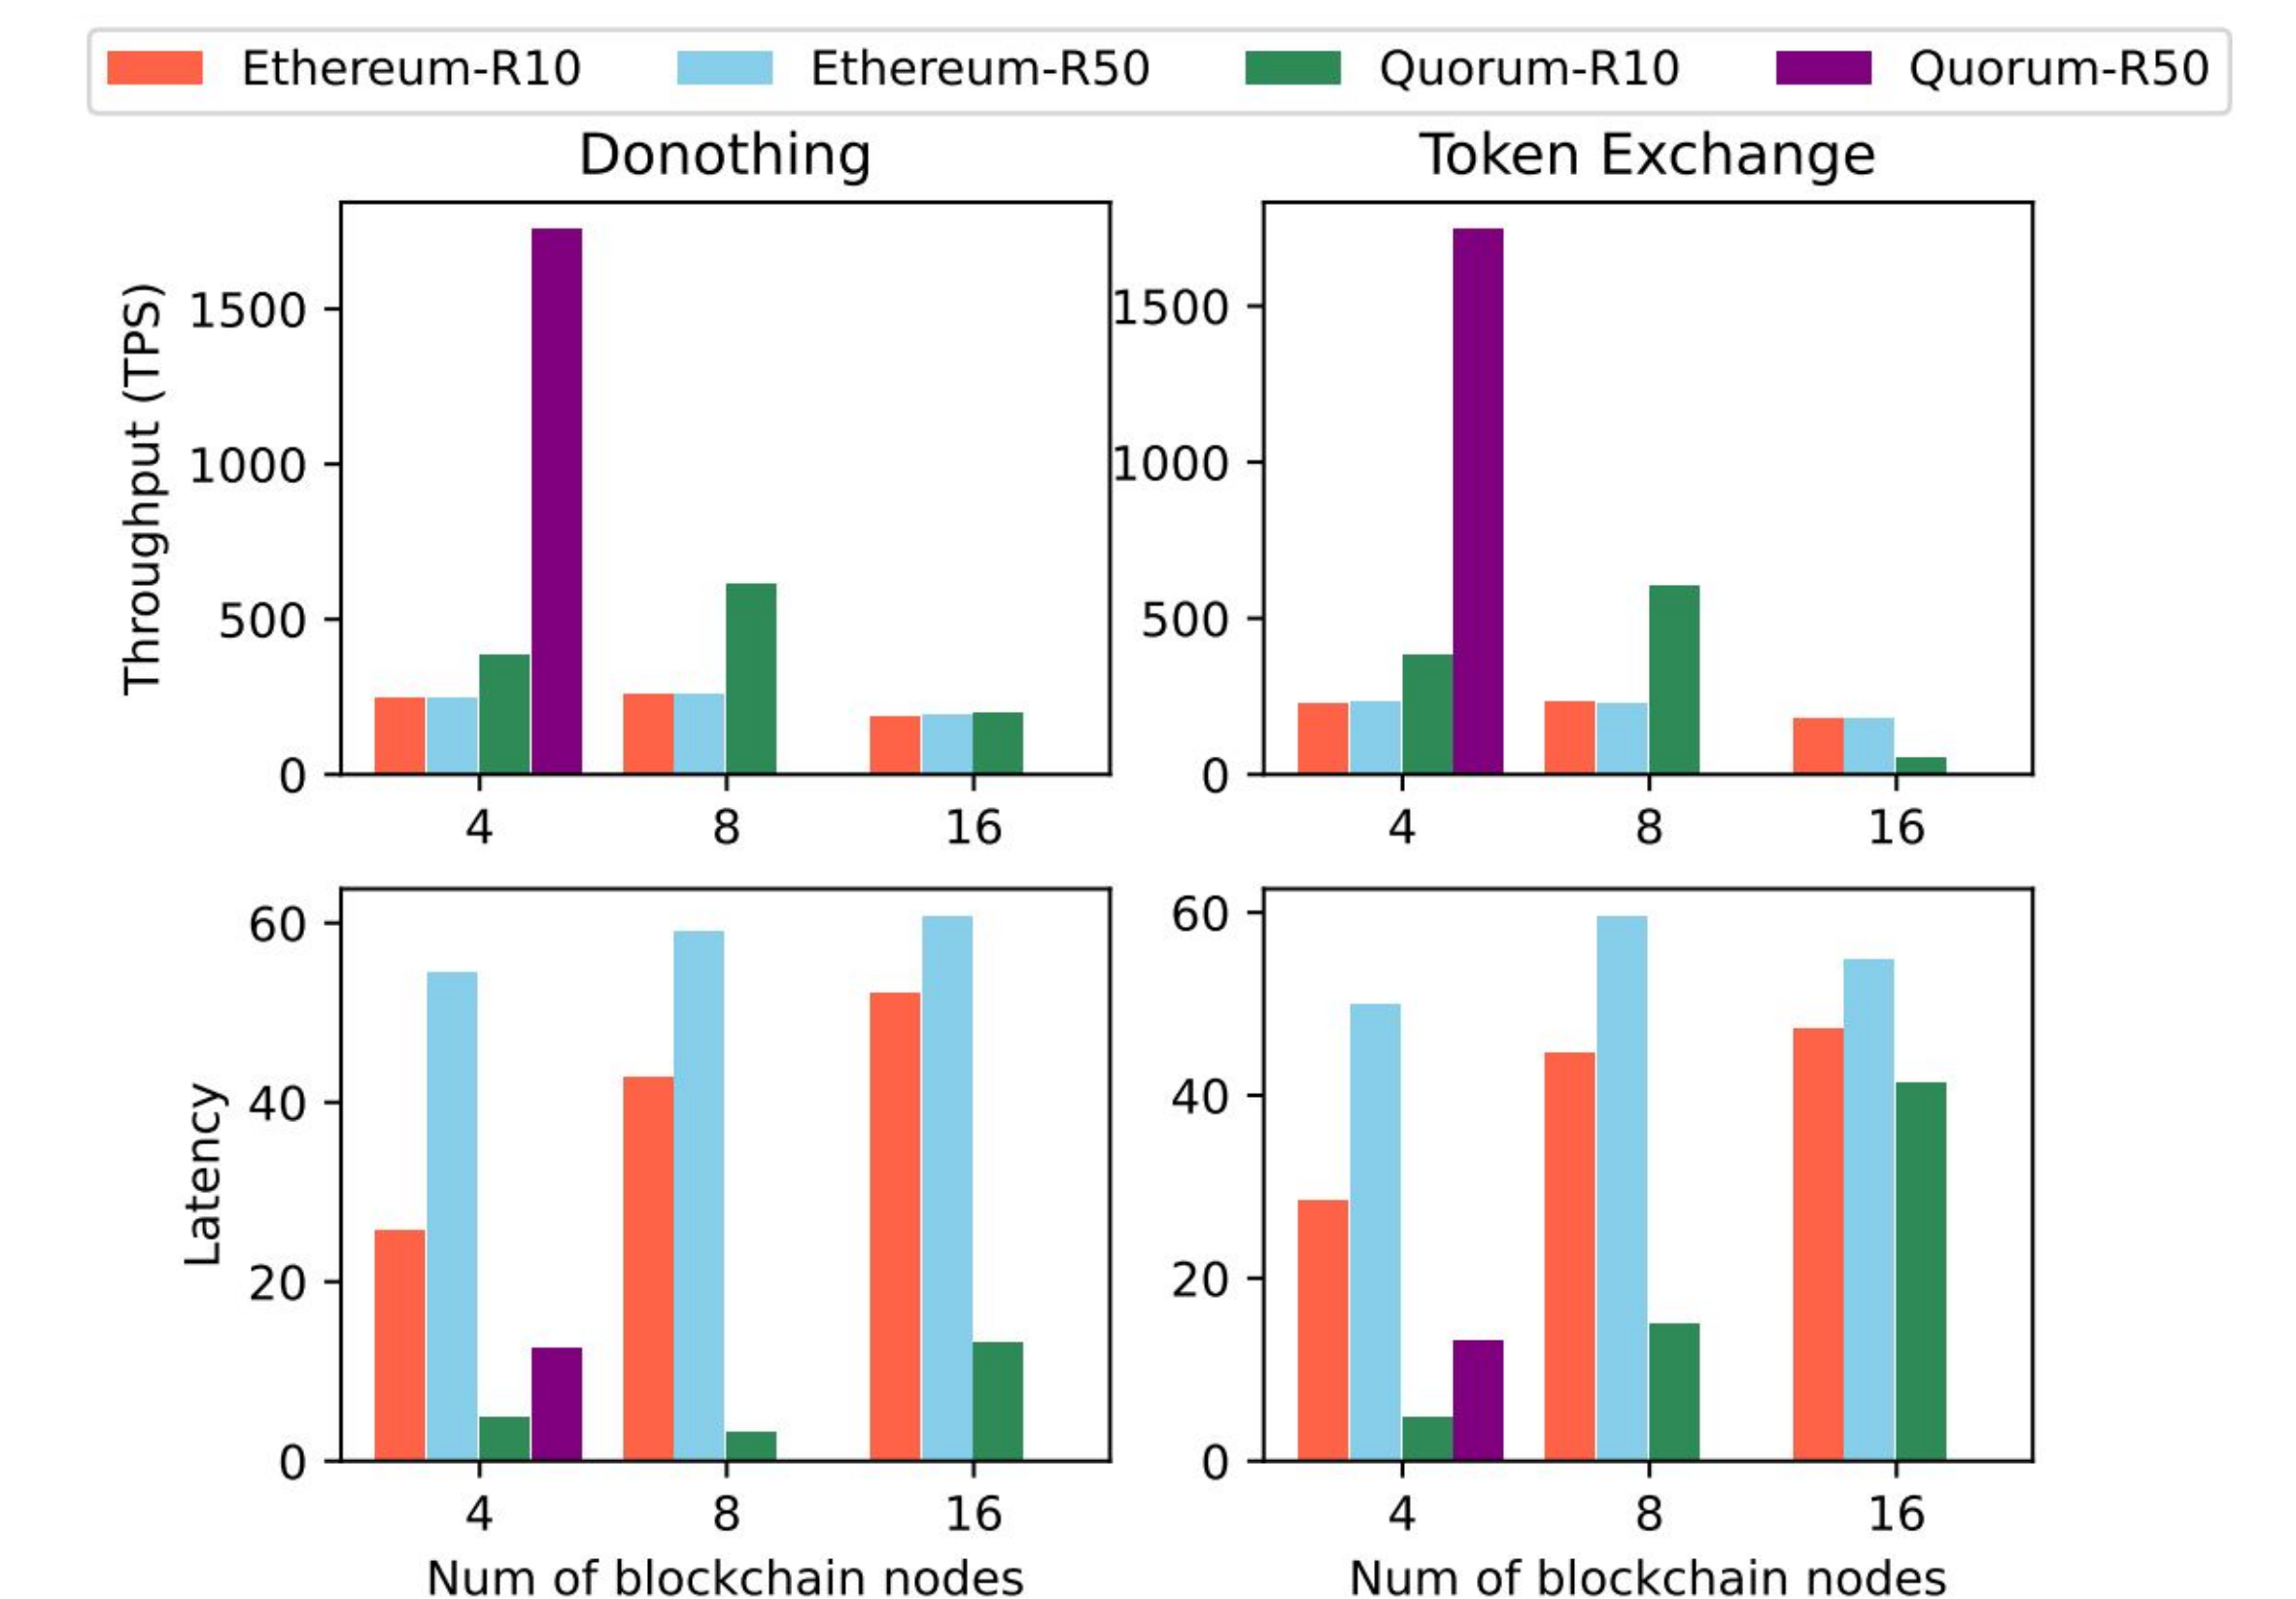 Ethereum-R10 Ethereum-R50 Quorum-R10 Quorum-R50
Donothing
Throughput (TPS)
1500
1000
500
0
4 8 16
Token Exchange
1500
1000
500
0
4 8 16
Latency
60
40
20
0
4 8 16
Num of blockchain nodes
60
40
20
0
4 8 16
Num of blockchain nodes